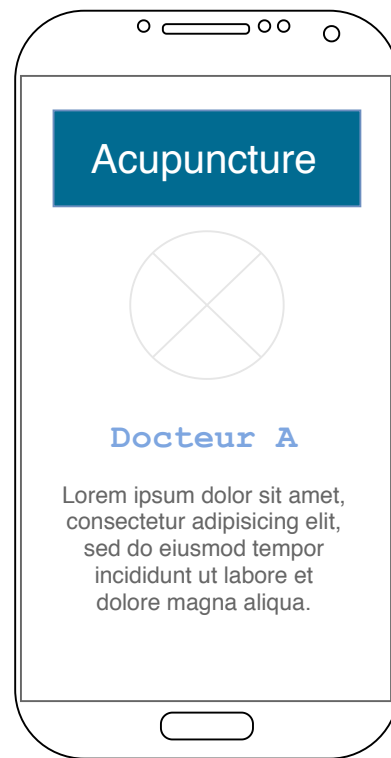 Acupuncture
Docteur A
Lorem ipsum dolor sit amet,
consectetur adipisicing elit,
sed do eiusmod tempor
incididunt ut labore et
dolore magna aliqua.